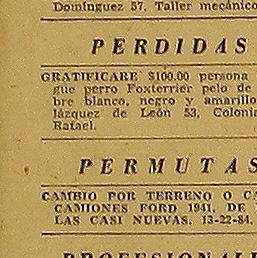 Domínguez 57. Taller mecánico
PERDIDAS
GRATIFICARE $100.00 persona
gue perro Foxterrier pelo de
bre blanco, negro y amarillo
lázquez de León 53, Colonia
Rafael.
PERMUTAS
CAMBIO POR TERRENO O CA
CAMIONES FORD 1941, DE
LAS CASI NUEVAS. 13-22-84.
PROFESIONALE